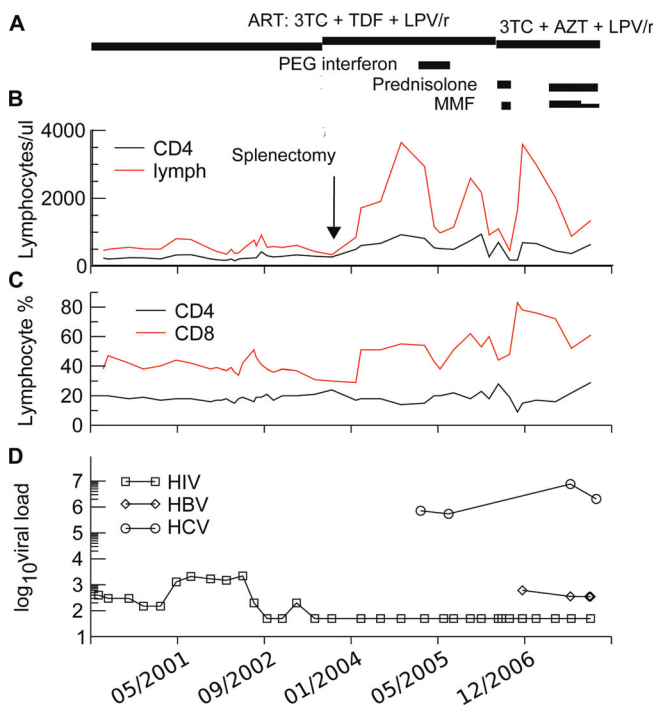 A
ART: 3TC + TDF + LPV/r
3TC + AZT + LPV/r
PEG interferon
Prednisolone
MMF
B
Lymphocytes/ul
4000
2000
0
CD4
lymph
Splenectomy
C
Lymphocyte %
80
60
40
20
0
CD4
CD8
D
log10viral load
7
6
5
4
3
2
1
HIV
HBV
HCV
05/2001
09/2002
01/2004
05/2005
12/2006